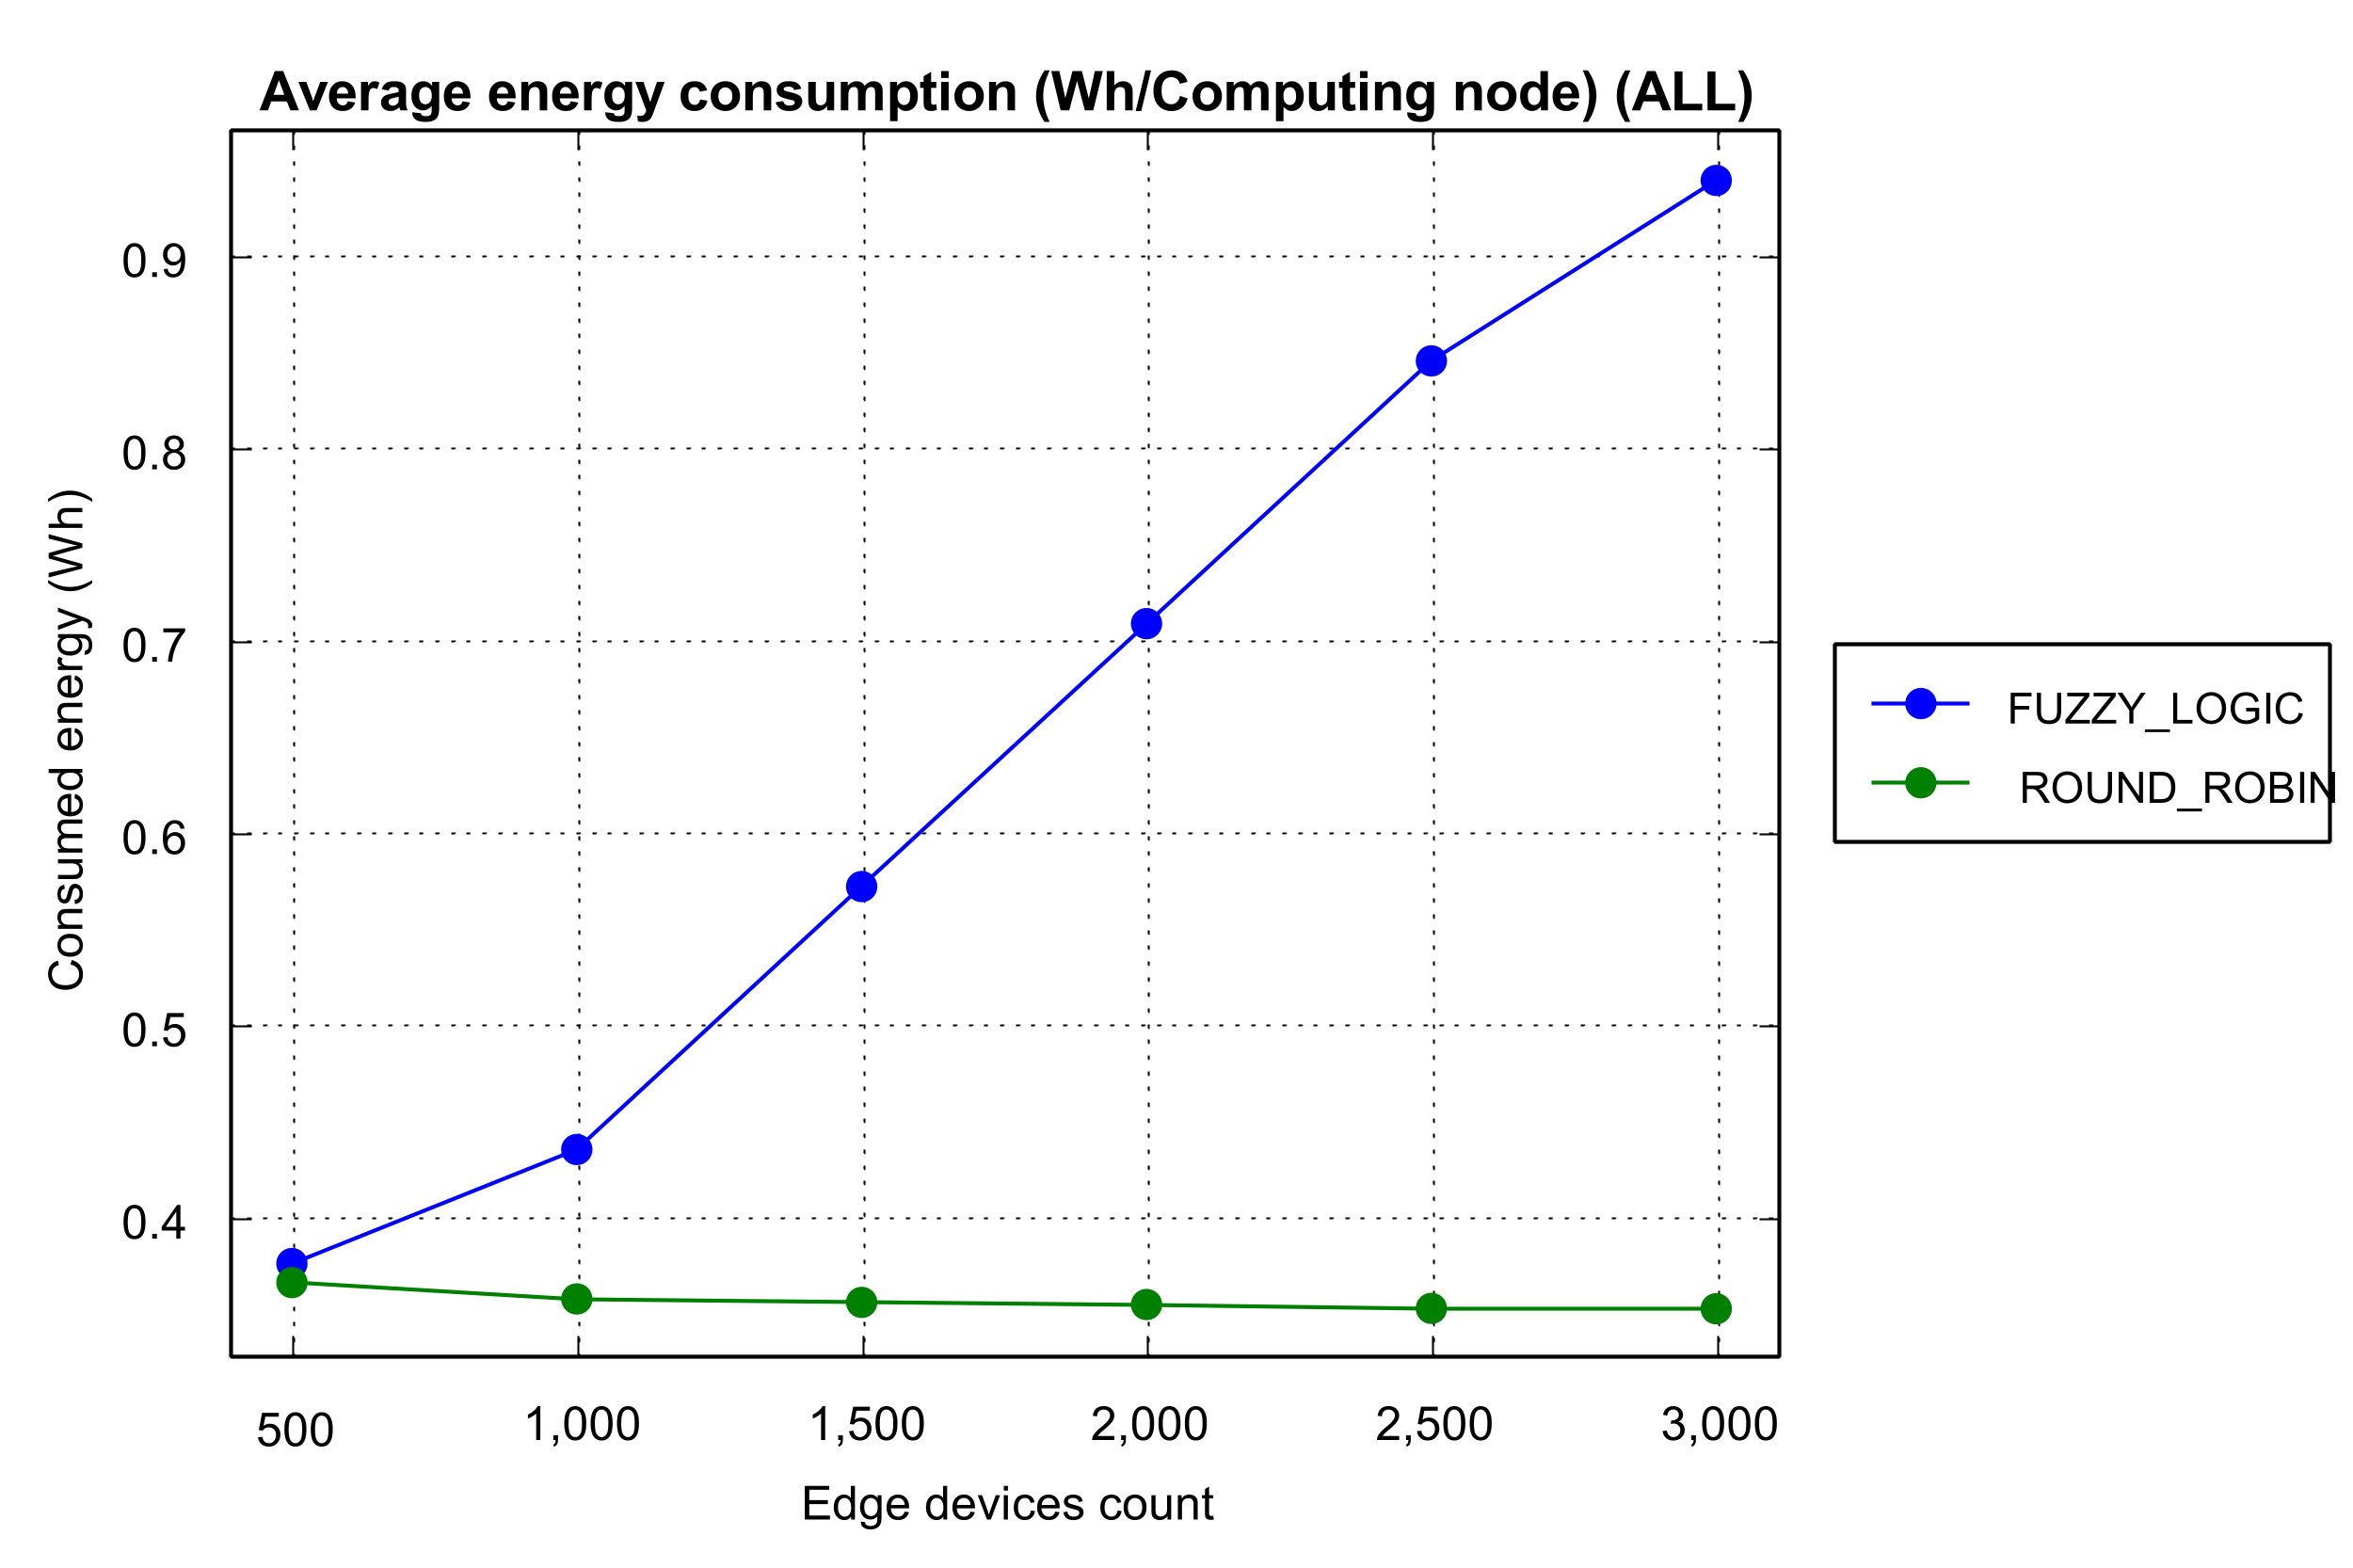 Average energy consumption (Wh/Computing node) (ALL)
Consumed energy (Wh)
0.9
0.8
0.7
0.6
0.5
0.4
500 1,000 1,500 2,000 2,500 3,000
Edge devices count
FUZZY_LOGIC
ROUND_ROBIN